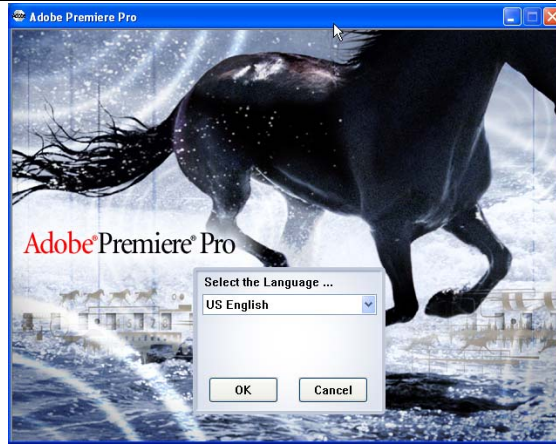 Adobe Premiere Pro
Adobe® Premiere® Pro
Select the Language ...
US English
OK
Cancel